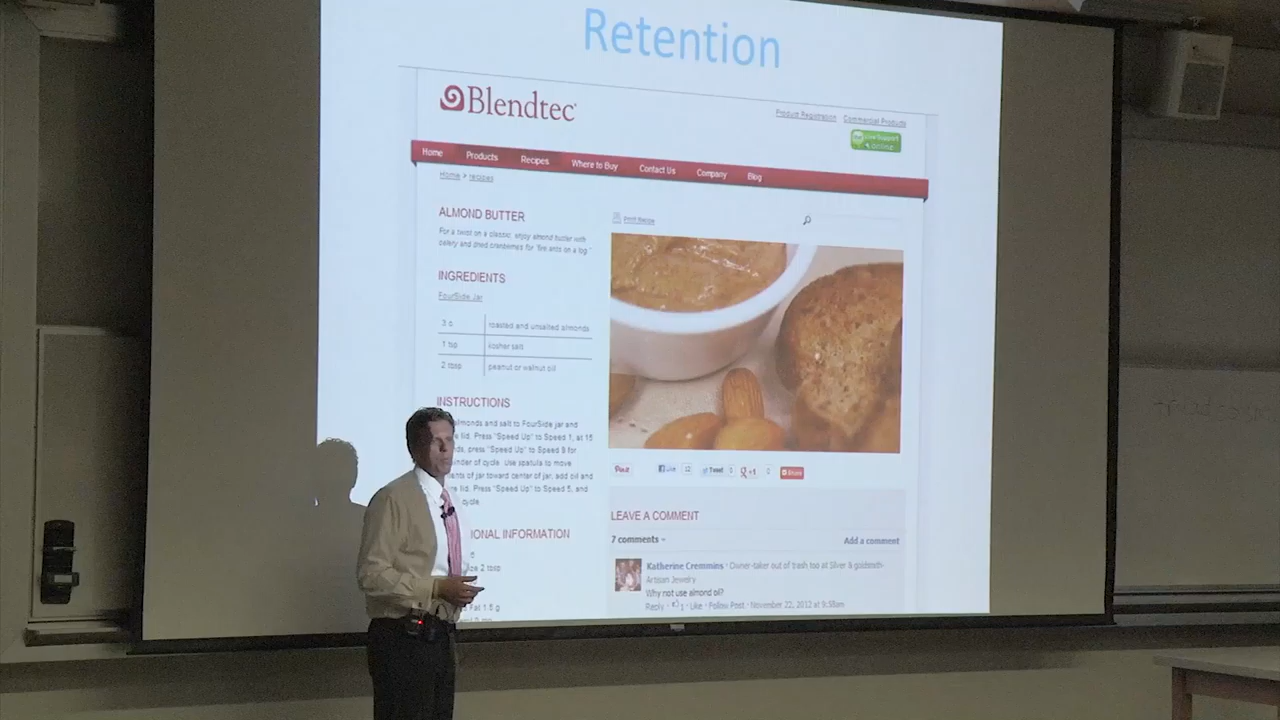 Retention
Blendtec
Product Registration Commercial Products
Live Support
online
Home Products Recipes Where to Buy Contact Us Company Blog
Home > recipes
ALMOND BUTTER
For a twist on a classic, enjoy almond butter with
celery and dried cranberries for "fire ants on a log."
INGREDIENTS
FourSide Jar
3 c roasted and unsalted almonds
1 tsp kosher salt
2 tbsp peanut or walnut oil
INSTRUCTIONS
almonds and salt to FourSide jar and
lid. Press "Speed Up" to Speed 1, at 15
press "Speed Up" to Speed 9 for
of cycle. Use spatula to move
of jar toward center of jar, add oil and
lid. Press "Speed Up" to Speed 5, and
cycle.
IONAL INFORMATION
2 tbsp
Fat 1.5 g
Print Recipe
Pin it Like 12 Tweet 0 +1 0 Share
LEAVE A COMMENT
7 comments
Add a comment
Katherine Cremmins · Owner-taker out of trash too at Silver & goldsmith-
Artisan Jewelry
Why not use almond oil?
Reply · 1 · Like · Follow Post · November 22, 2012 at 9:58am